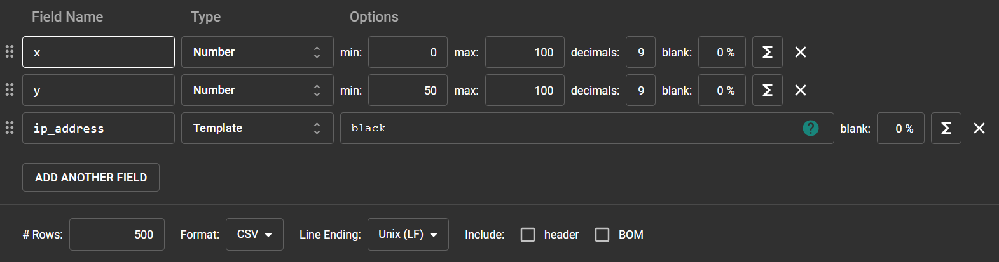 Field Name Type Options
x Number min: 0 max: 100 decimals: 9 blank: 0 % Σ
y Number min: 50 max: 100 decimals: 9 blank: 0 % Σ
ip_address Template black ? blank: 0 % Σ
ADD ANOTHER FIELD
# Rows: 500 Format: CSV Line Ending: Unix (LF) Include: header BOM